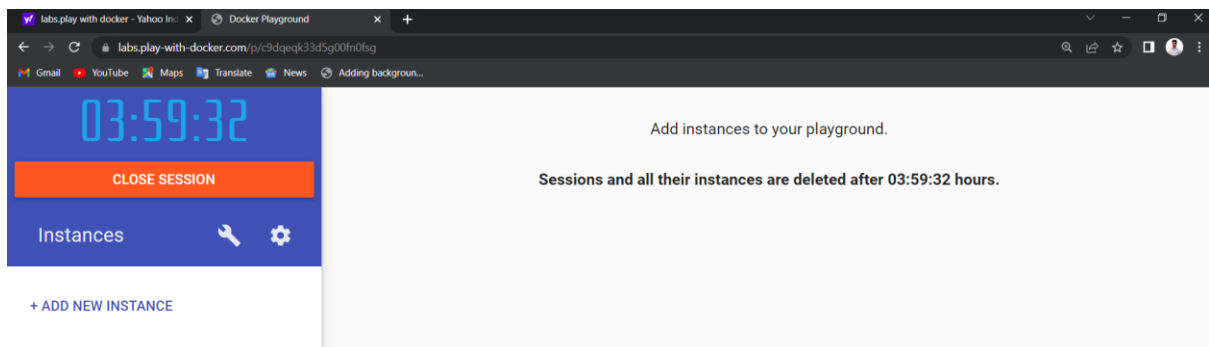 labs.play with docker - Yahoo Ind
Docker Playground
labs.play-with-docker.com/p/c9dqeqk33d5g00fn0fsg
Gmail YouTube Maps Translate News Adding backgroun...
03:59:32
CLOSE SESSION
Instances
+ ADD NEW INSTANCE
Add instances to your playground.
Sessions and all their instances are deleted after 03:59:32 hours.